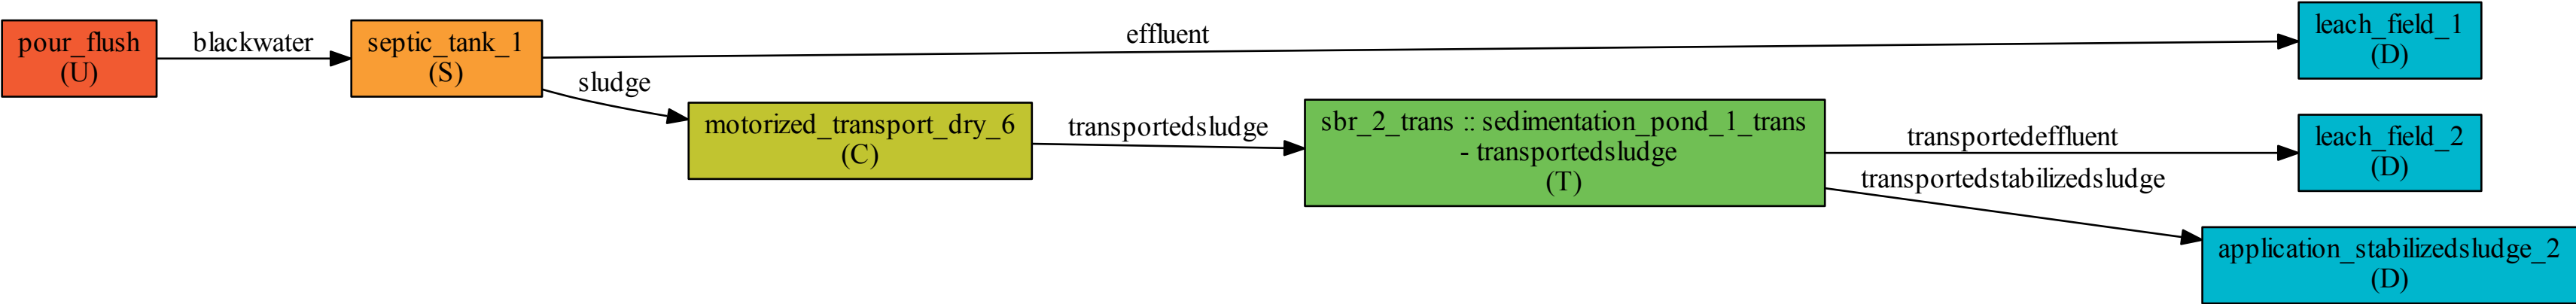 pour_flush
(U)
blackwater
septic_tank_1
(S)
effluent
leach_field_1
(D)
sludge
motorized_transport_dry_6
(C)
transportedsludge
sbr_2_trans :: sedimentation_pond_1_trans
- transportedsludge
(T)
transportedeffluent
leach_field_2
(D)
transportedstabilizedsludge
application_stabilizedsludge_2
(D)